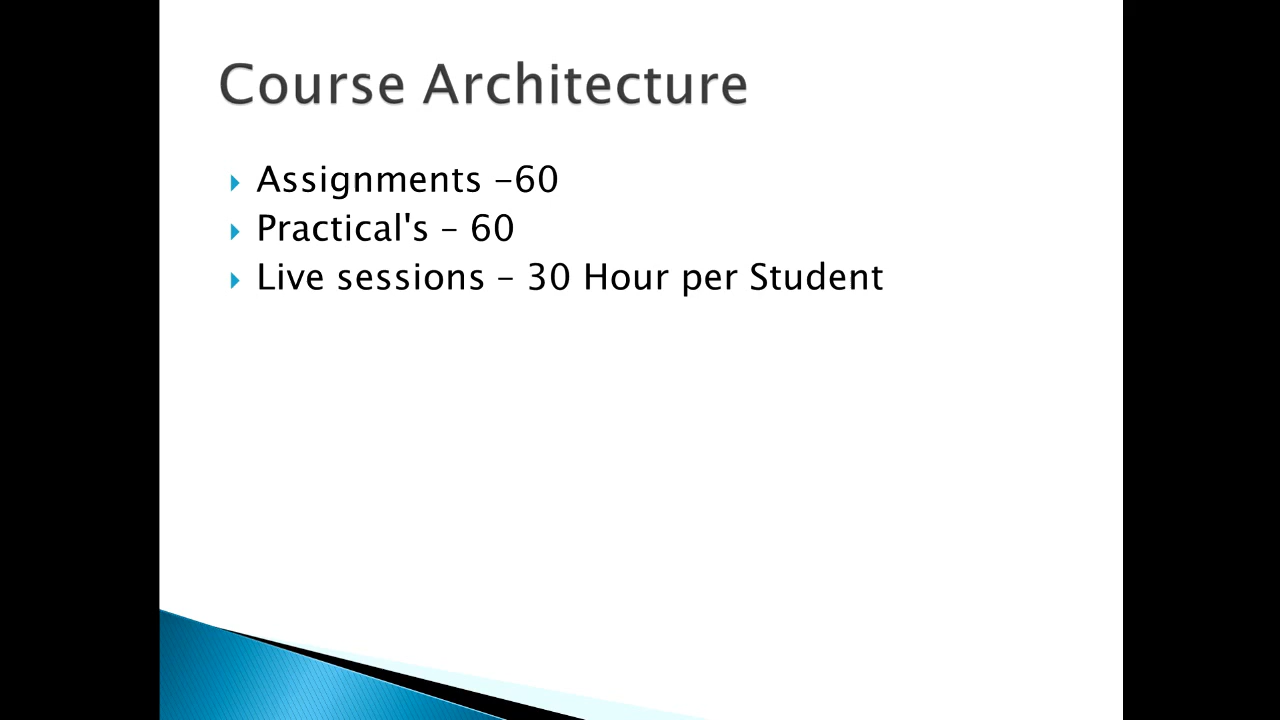 Course Architecture
Assignments -60
Practical's – 60
Live sessions – 30 Hour per Student